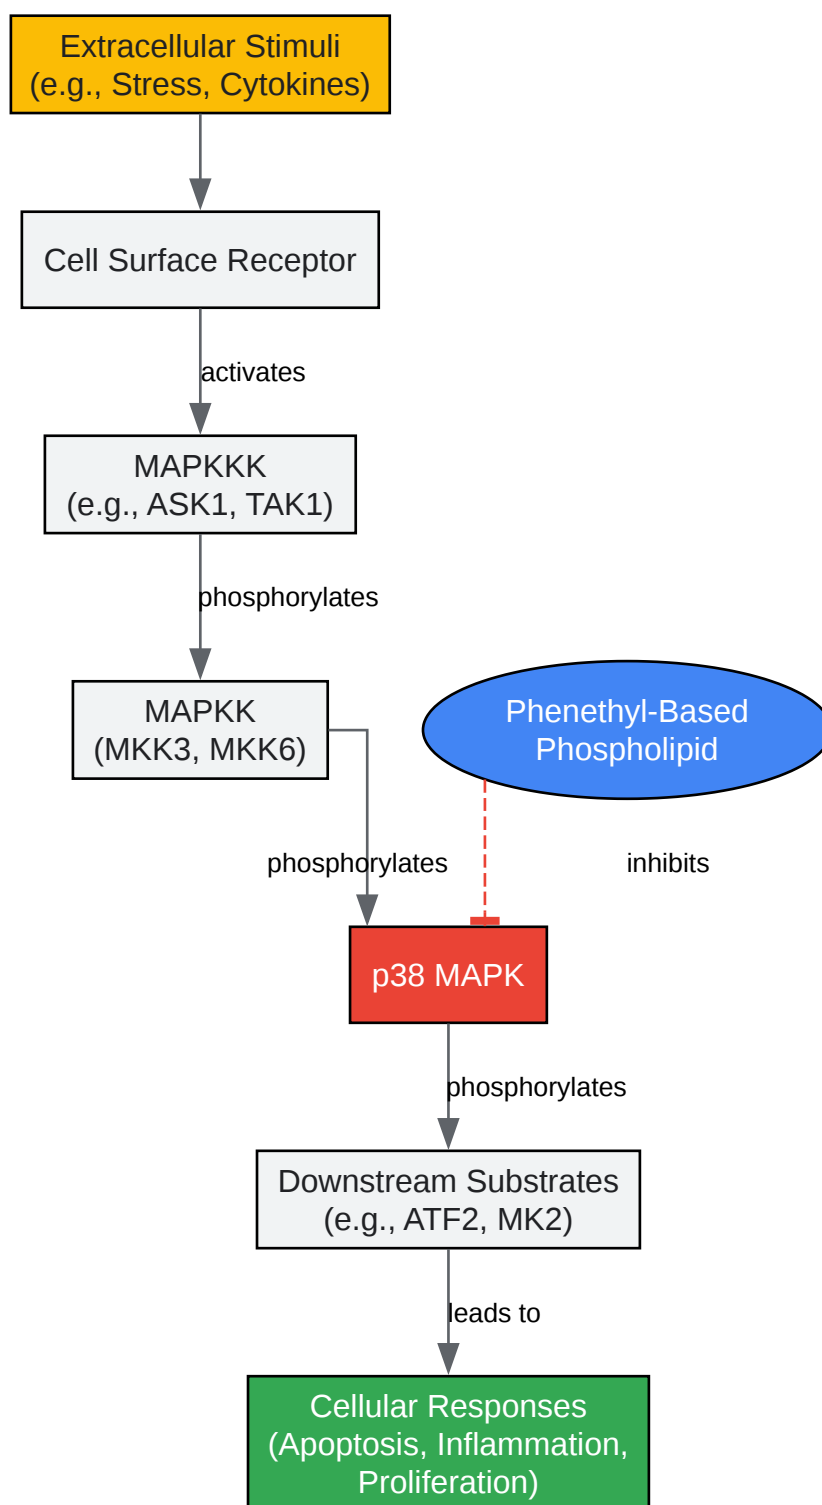 Extracellular Stimuli
(e.g., Stress, Cytokines)
Cell Surface Receptor
activates
MAPKKK
(e.g., ASK1, TAK1)
phosphorylates
MAPKK
(MKK3, MKK6)
Phenethyl-Based
Phospholipid
phosphorylates
inhibits
p38 MAPK
phosphorylates
Downstream Substrates
(e.g., ATF2, MK2)
leads to
Cellular Responses
(Apoptosis, Inflammation,
Proliferation)